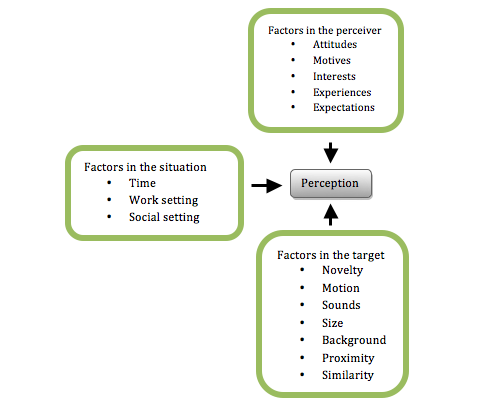 Factors in the perceiver
• Attitudes
• Motives
• Interests
• Experiences
• Expectations
Factors in the situation
• Time
• Work setting
• Social setting
Perception
Factors in the target
• Novelty
• Motion
• Sounds
• Size
• Background
• Proximity
• Similarity